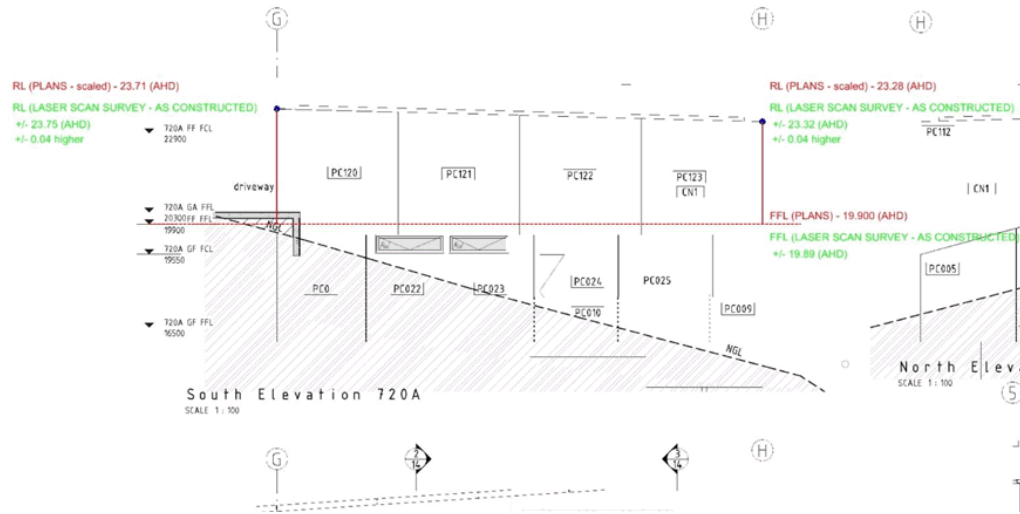 G
H
H
RL (PLANS - scaled) - 23.71 (AHD)
RL (LASER SCAN SURVEY - AS CONSTRUCTED)
+/- 23.75 (AHD)
+/- 0.04 higher
RL (PLANS - scaled) - 23.28 (AHD)
RL (LASER SCAN SURVEY - AS CONSTRUCTED)
+/- 23.32 (AHD)
+/- 0.04 higher
720A FF FCL
22900
PC112
PC120
PC121
PC122
PC123
CN1
CN1
driveway
720A GA FFL
20300 FF FFL
19900
NGL
FFL (PLANS) - 19.900 (AHD)
FFL (LASER SCAN SURVEY - AS CONSTRUCTED)
+/- 19.89 (AHD)
720A GF FCL
19550
PC0
PC022
PC023
PC024
PC010
PC025
PC009
PC005
720A GF FFL
16500
NGL
South Elevation 720A
SCALE 1 : 100
North Elev
SCALE 1 : 100
5
G
2
14
3
14
H